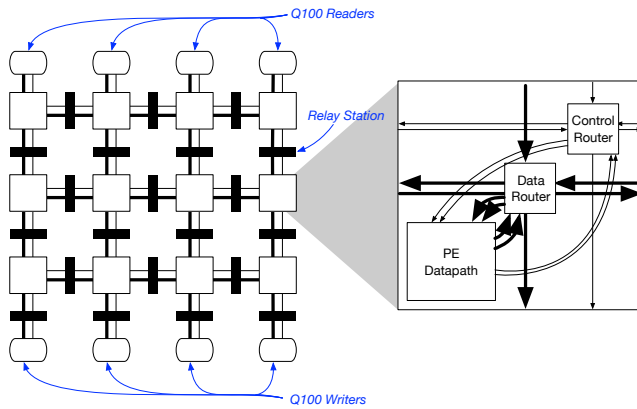 Q100 Readers
Relay Station
Control
Router
Data
Router
PE
Datapath
Q100 Writers